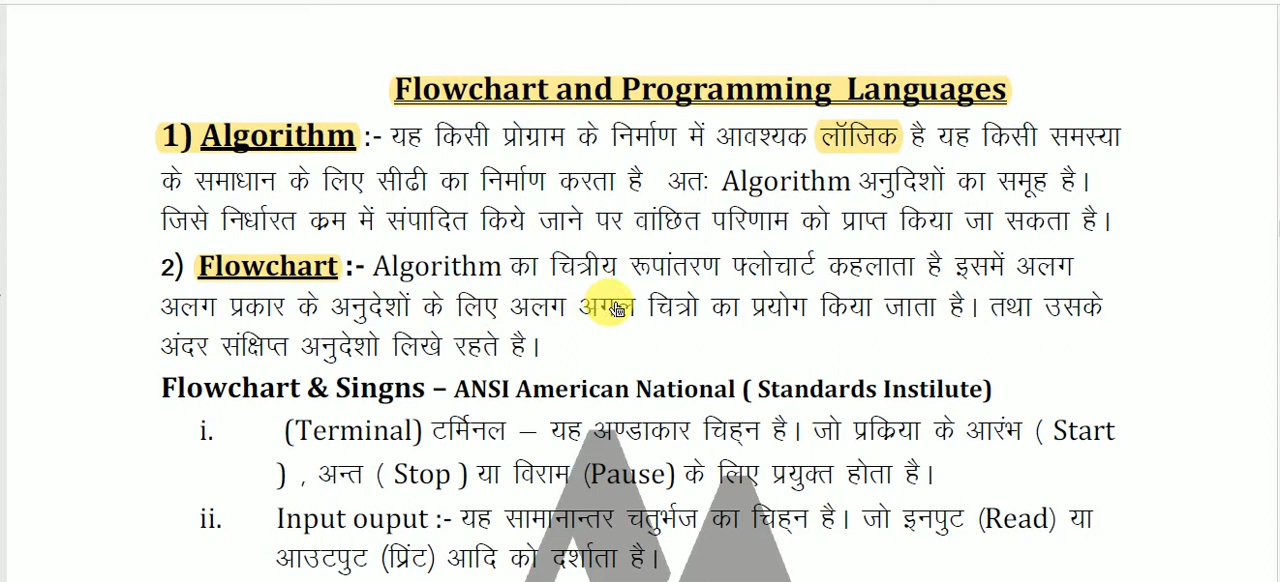 Flowchart and Programming Languages
1) Algorithm :- यह किसी प्रोग्राम के निर्माण में आवश्यक लॉजिक है यह किसी समस्या
के समाधान के लिए सीढी का निर्माण करता है अतः Algorithm अनुदिशों का समूह है।
जिसे निर्धारत क्रम में संपादित किये जाने पर वांछित परिणाम को प्राप्त किया जा सकता है।
2) Flowchart :- Algorithm का चित्रीय रूपांतरण फ्लोचार्ट कहलाता है इसमें अलग
अलग प्रकार के अनुदेशों के लिए अलग अगल चित्रो का प्रयोग किया जाता है। तथा उसके
अंदर संक्षिप्त अनुदेशो लिखे रहते है।
Flowchart & Singns – ANSI American National ( Standards Instilute)
i. (Terminal) टर्मिनल – यह अण्डाकार चिह्न है। जो प्रक्रिया के आरंभ ( Start
) , अन्त ( Stop ) या विराम (Pause) के लिए प्रयुक्त होता है।
ii. Input ouput :- यह सामानान्तर चतुर्भज का चिह्न है। जो इनपुट (Read) या
आउटपुट (प्रिंट) आदि को दर्शाता है।